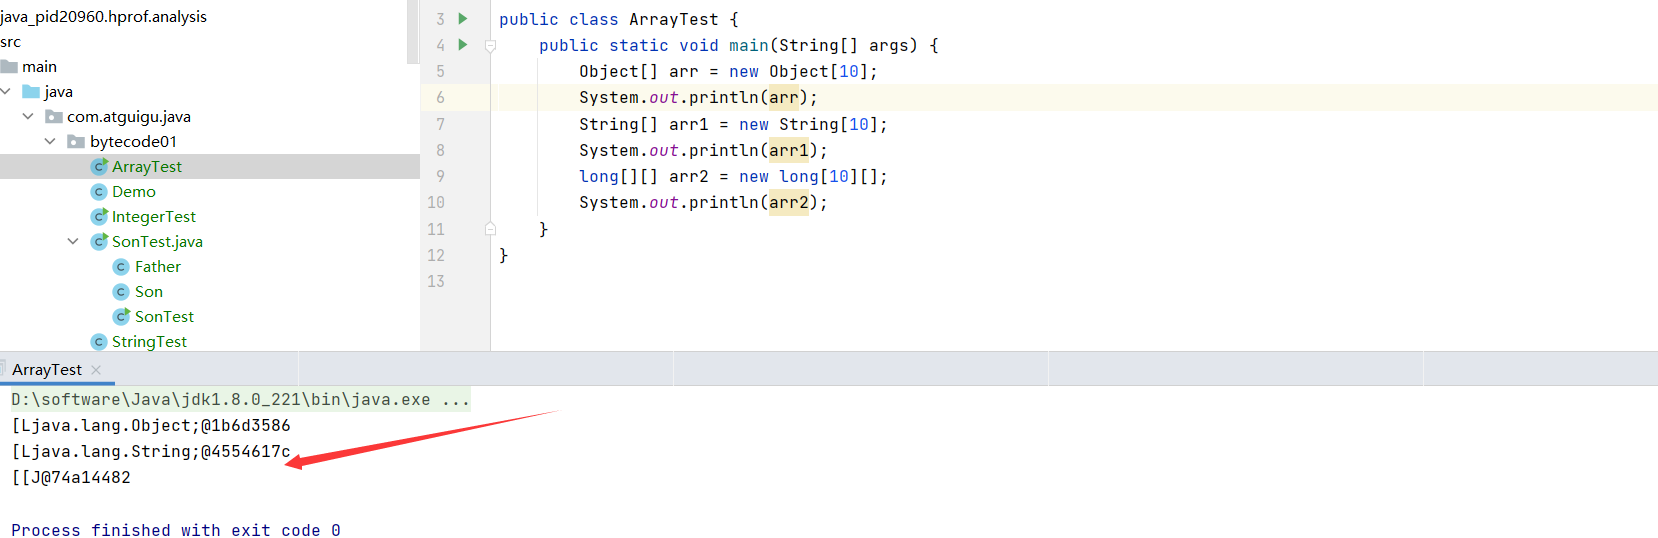 java_pid20960.hprof.analysis
src
main
java
com.atguigu.java
bytecode01
ArrayTest
Demo
IntegerTest
SonTest.java
Father
Son
SonTest
StringTest
3 public class ArrayTest {
4 public static void main(String[] args) {
5 Object[] arr = new Object[10];
6 System.out.println(arr);
7 String[] arr1 = new String[10];
8 System.out.println(arr1);
9 long[][] arr2 = new long[10][];
10 System.out.println(arr2);
11 }
12 }
13
ArrayTest ×
D:\software\Java\jdk1.8.0_221\bin\java.exe ...
[Ljava.lang.Object;@1b6d3586
[Ljava.lang.String;@4554617c
[[J@74a14482
Process finished with exit code 0